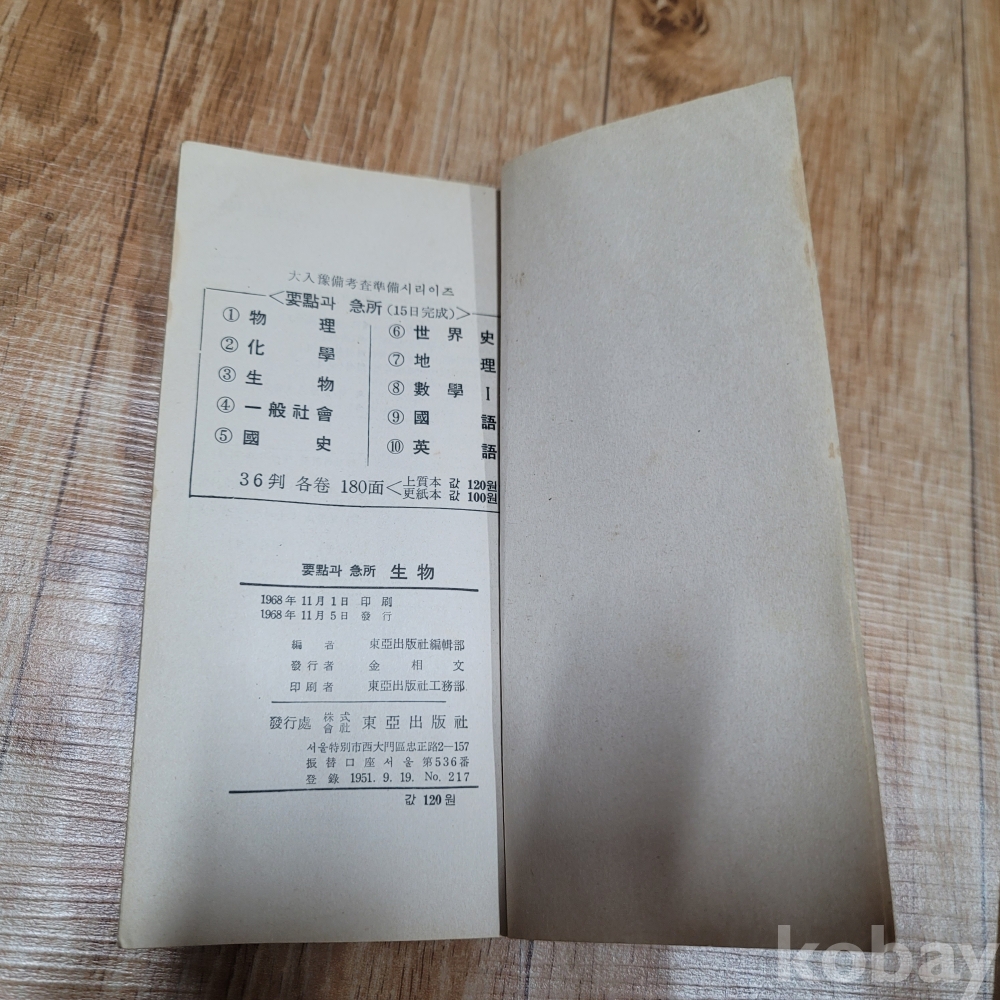 大入豫備考査準備시리이즈
<要點과 急所(15日完成)>
① 物理
② 化學
③ 生物
④ 一般社會
⑤ 國史
⑥ 世界史
⑦ 地理
⑧ 數學 I
⑨ 國語
⑩ 英語
36판 各卷 180面<上質本 값 120원
更紙本 값 100원
要點과 急所 生物
1968年 11月 1日 印刷
1968年 11月 5日 發行
編者 東亞出版社編輯部
發行者 金相文
印刷者 東亞出版社工務部
發行處 株式會社 東亞出版社
서울特別市西大門區忠正路2—157
振替口座서울 第536番
登錄 1951. 9. 19. No. 217
값 120원
kobay